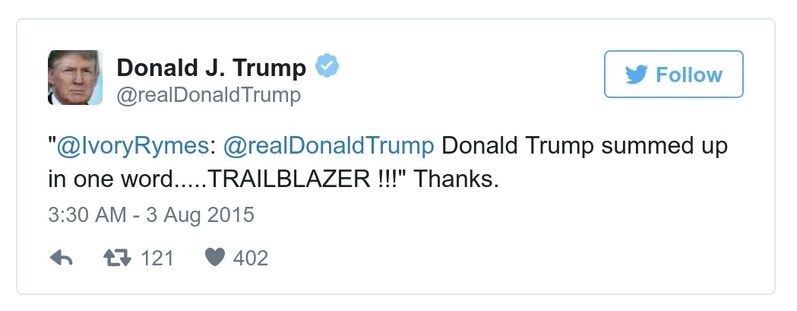 Donald J. Trump
@realDonaldTrump
Follow
"@IvoryRymes: @realDonaldTrump Donald Trump summed up
in one word.....TRAILBLAZER !!!" Thanks.
3:30 AM - 3 Aug 2015
121 402